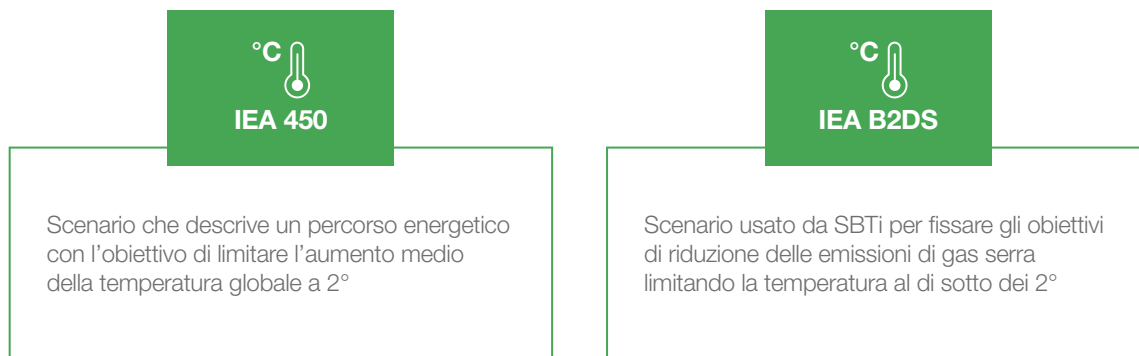 °C
IEA 450
Scenario che descrive un percorso energetico
con l’obiettivo di limitare l’aumento medio
della temperatura globale a 2°
°C
IEA B2DS
Scenario usato da SBTi per fissare gli obiettivi
di riduzione delle emissioni di gas serra
limitando la temperatura al di sotto dei 2°